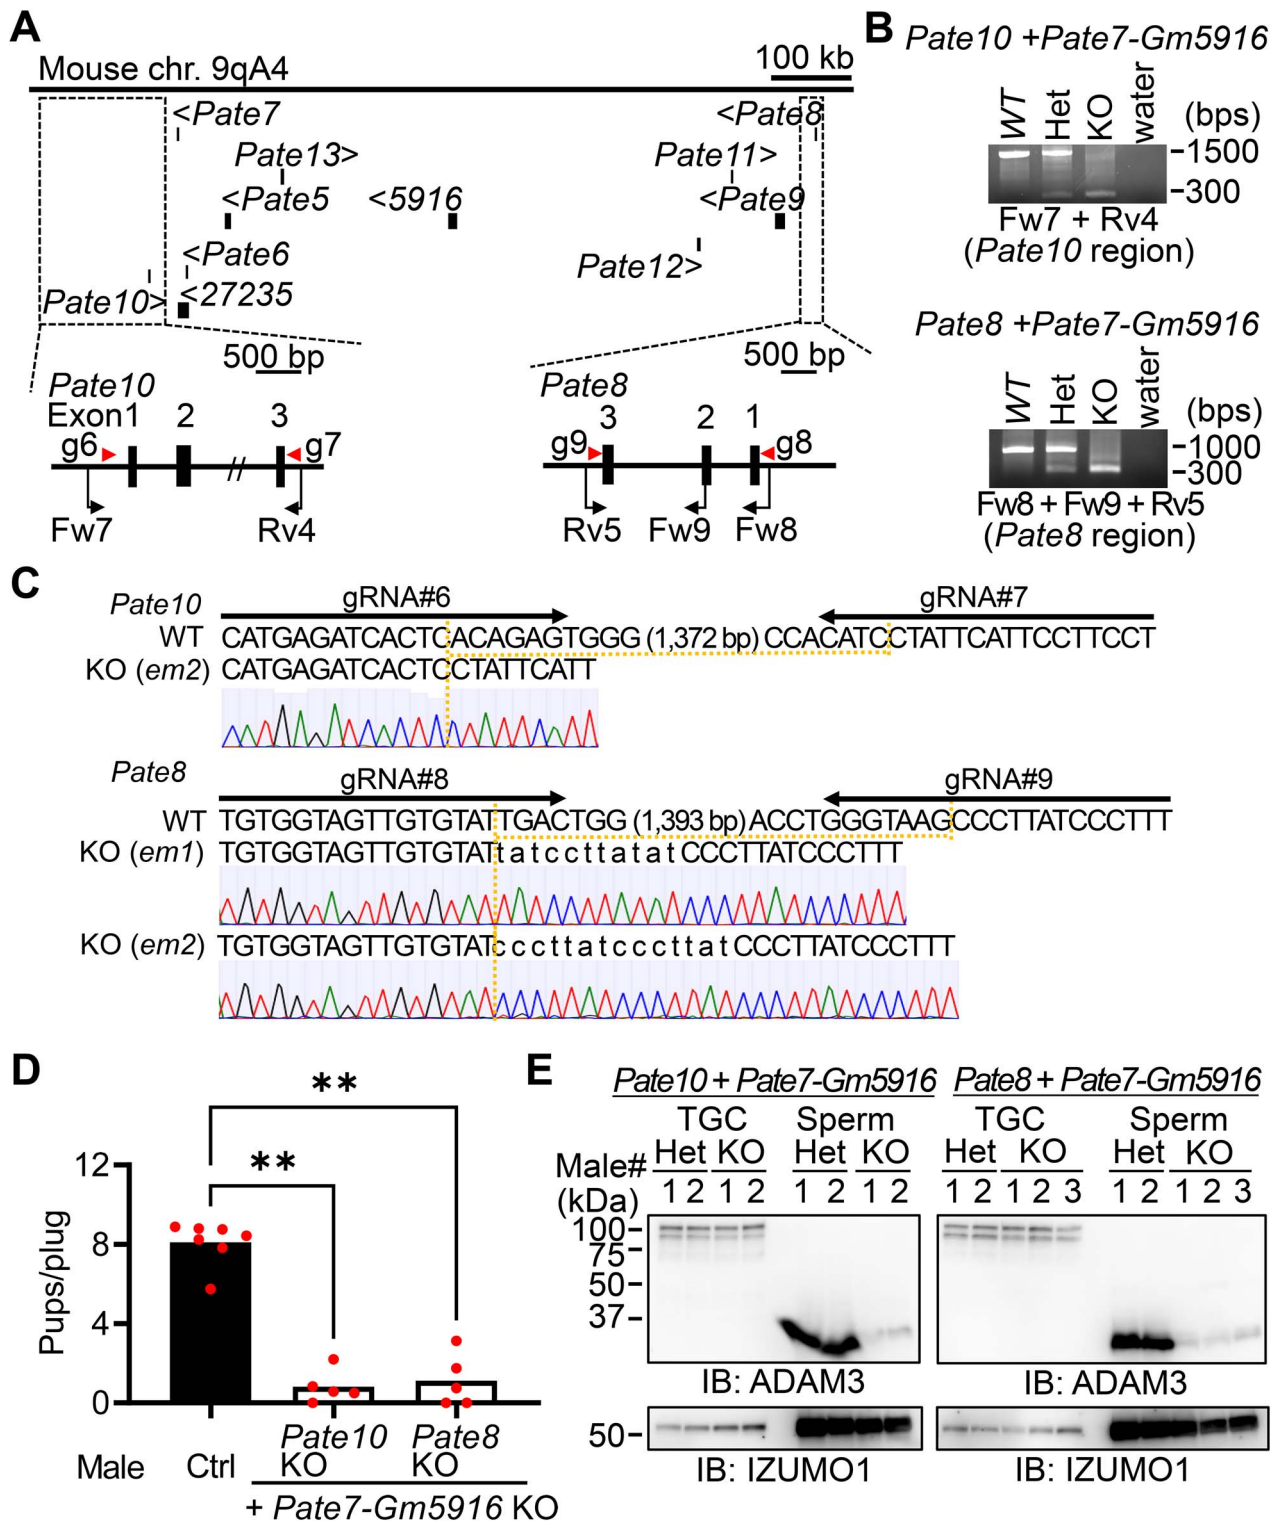 A
Mouse chr. 9qA4
100 kb
<Pate7
<Pate8
Pate13>
Pate11>
<Pate5
<5916
<Pate9
<Pate6
Pate12>
Pate10>
<27235
500 bp
500 bp
Pate10
Pate8
Exon1 2 3
3 2 1
g6
g7
g9
g8
Fw7
Rv4
Rv5
Fw9
Fw8
B
Pate10 +Pate7-Gm5916
WT
Het
KO
water
(bps)
1500
300
Fw7 + Rv4
(Pate10 region)
Pate8 +Pate7-Gm5916
WT
Het
KO
water
(bps)
1000
300
Fw8 + Fw9 + Rv5
(Pate8 region)
C
Pate10
gRNA#6
gRNA#7
WT CATGAGATCACTCACAGAGTGGG (1,372 bp) CCACATCCTATTCATTCCTTCCT
KO (em2) CATGAGATCACTCCTATTCATT
Pate8
gRNA#8
gRNA#9
WT TGTGGTAGTTGTGTATTGACTGG (1,393 bp) ACCTGGGTAAGCCCTTATCCCTTT
KO (em1) TGTGGTAGTTGTGTATtatccttatatCCCTTATCCCTTT
KO (em2) TGTGGTAGTTGTGTATcccttatcccttatCCCTTATCCCTTT
D
**
**
Pups/plug
12
8
4
0
Male
Ctrl
Pate10
KO
Pate8
KO
+ Pate7-Gm5916 KO
E
Pate10 + Pate7-Gm5916
Pate8 + Pate7-Gm5916
TGC Sperm TGC Sperm
Het KO Het KO Het KO Het KO
Male# 1 2 1 2 1 2 1 2 1 2 1 2 3 1 2 1 2 3
(kDa)
100
75
50
37
IB: ADAM3
IB: ADAM3
50
IB: IZUMO1
IB: IZUMO1